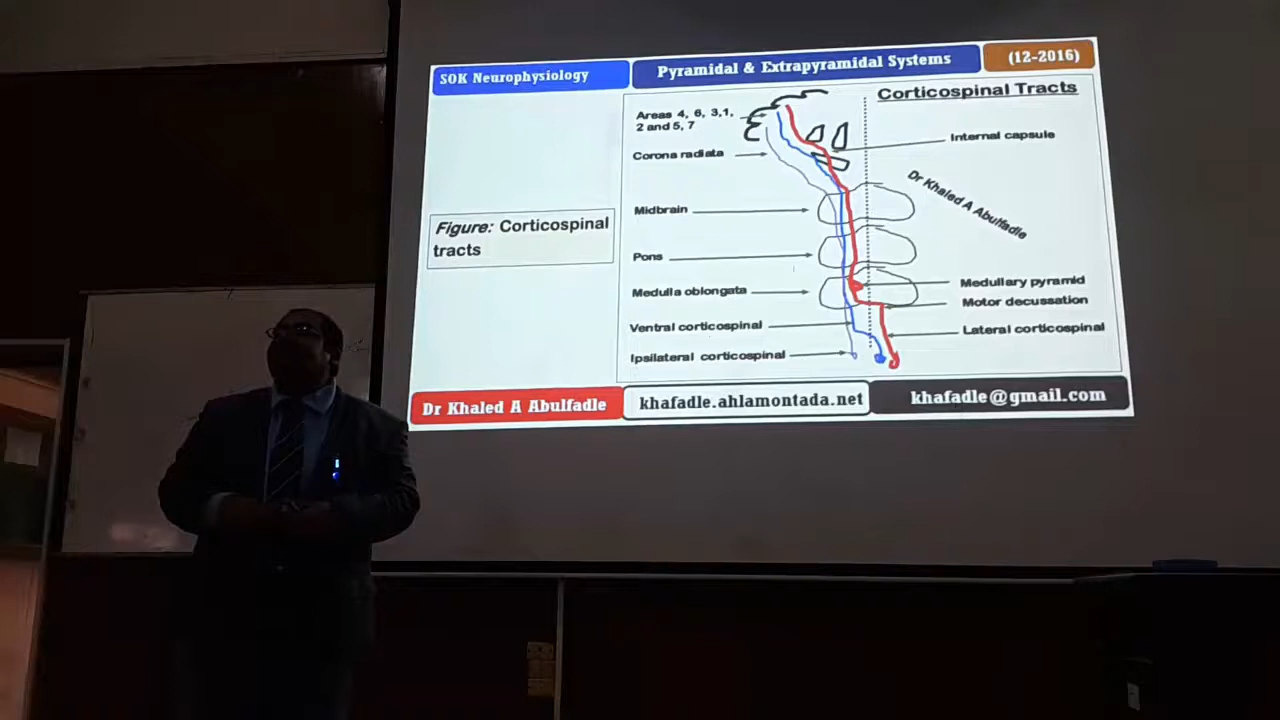 SOK Neurophysiology
Pyramidal & Extrapyramidal Systems
(12-2016)
Corticospinal Tracts
Areas 4, 6, 3,1,
2 and 5, 7
Internal capsule
Corona radiata
Dr Khaled A Abulfadle
Midbrain
Figure: Corticospinal
tracts
Pons
Medulla oblongata
Medullary pyramid
Motor decussation
Ventral corticospinal
Lateral corticospinal
Ipsilateral corticospinal
Dr Khaled A Abulfadle
khafadle.ahlamontada.net
khafadle@gmail.com